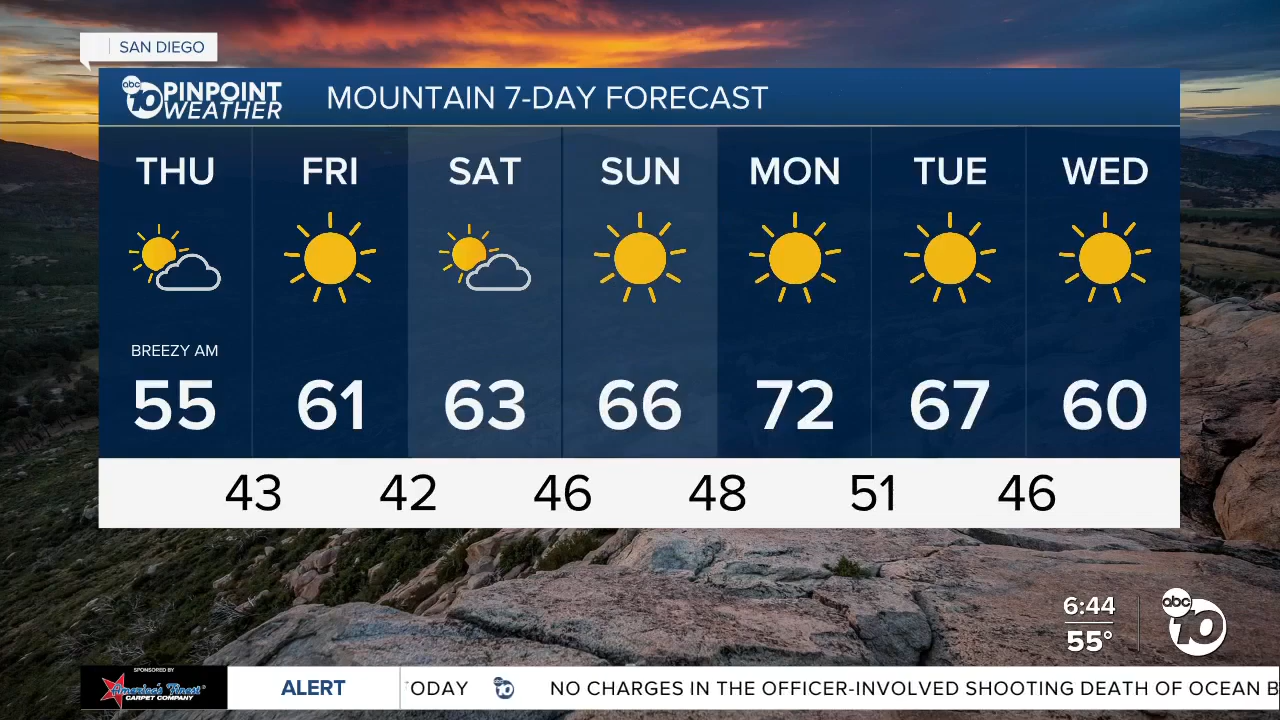 SAN DIEGO
abc 10 PINPOINT WEATHER
MOUNTAIN 7-DAY FORECAST
THU FRI SAT SUN MON TUE WED
BREEZY AM
55 61 63 66 72 67 60
43 42 46 48 51 46
6:44
55°
abc 10
SPONSORED BY
America's Finest
CARPET COMPANY
ALERT
ODAY 10 NO CHARGES IN THE OFFICER-INVOLVED SHOOTING DEATH OF OCEAN B